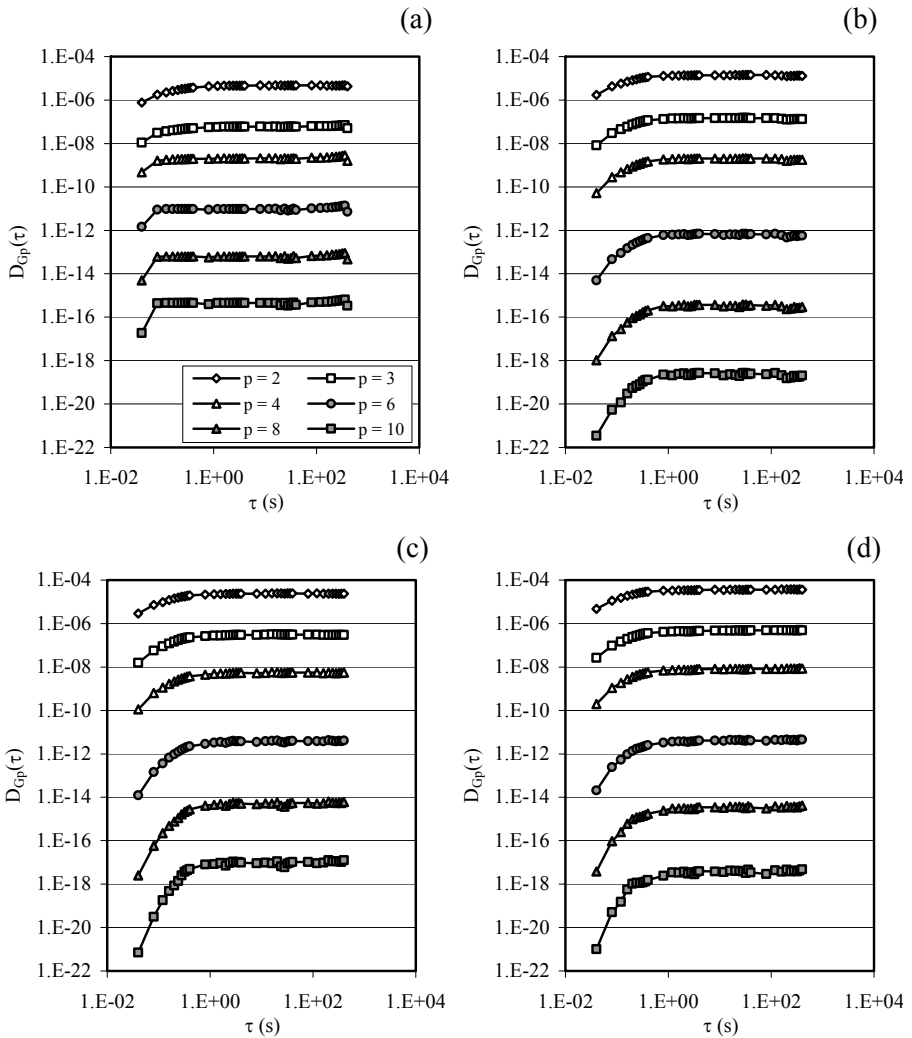 (a)
1.E-04
1.E-06
1.E-08
1.E-10
1.E-12
1.E-14
1.E-16
1.E-18
1.E-20
1.E-22
D_Gp(τ)
p = 2 p = 3
p = 4 p = 6
p = 8 p = 10
1.E-02 1.E+00 1.E+02 1.E+04
τ (s)
(b)
1.E-04
1.E-06
1.E-08
1.E-10
1.E-12
1.E-14
1.E-16
1.E-18
1.E-20
1.E-22
D_Gp(τ)
1.E-02 1.E+00 1.E+02 1.E+04
τ (s)
(c)
1.E-04
1.E-06
1.E-08
1.E-10
1.E-12
1.E-14
1.E-16
1.E-18
1.E-20
1.E-22
D_Gp(τ)
1.E-02 1.E+00 1.E+02 1.E+04
τ (s)
(d)
1.E-04
1.E-06
1.E-08
1.E-10
1.E-12
1.E-14
1.E-16
1.E-18
1.E-20
1.E-22
D_Gp(τ)
1.E-02 1.E+00 1.E+02 1.E+04
τ (s)